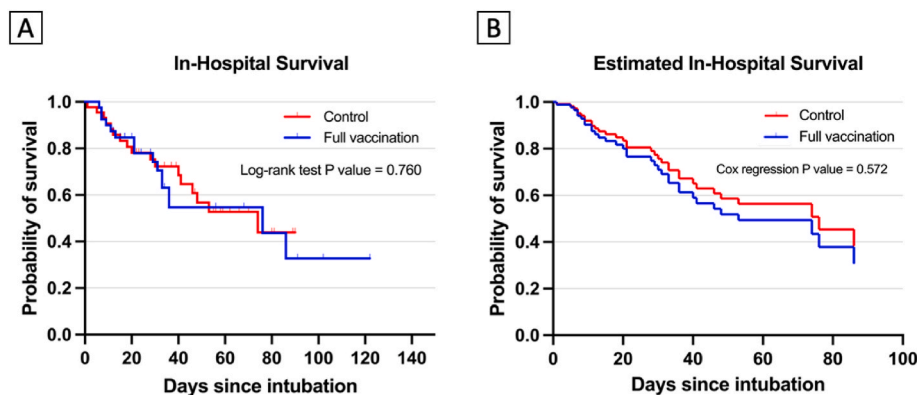 A
In-Hospital Survival
Probability of survival
1.0
0.8
0.6
0.4
0.2
0.0
Control
Full vaccination
Log-rank test P value = 0.760
0 20 40 60 80 100 120 140
Days since intubation
B
Estimated In-Hospital Survival
Probability of survival
1.0
0.8
0.6
0.4
0.2
0.0
Control
Full vaccination
Cox regression P value = 0.572
0 20 40 60 80 100
Days since intubation